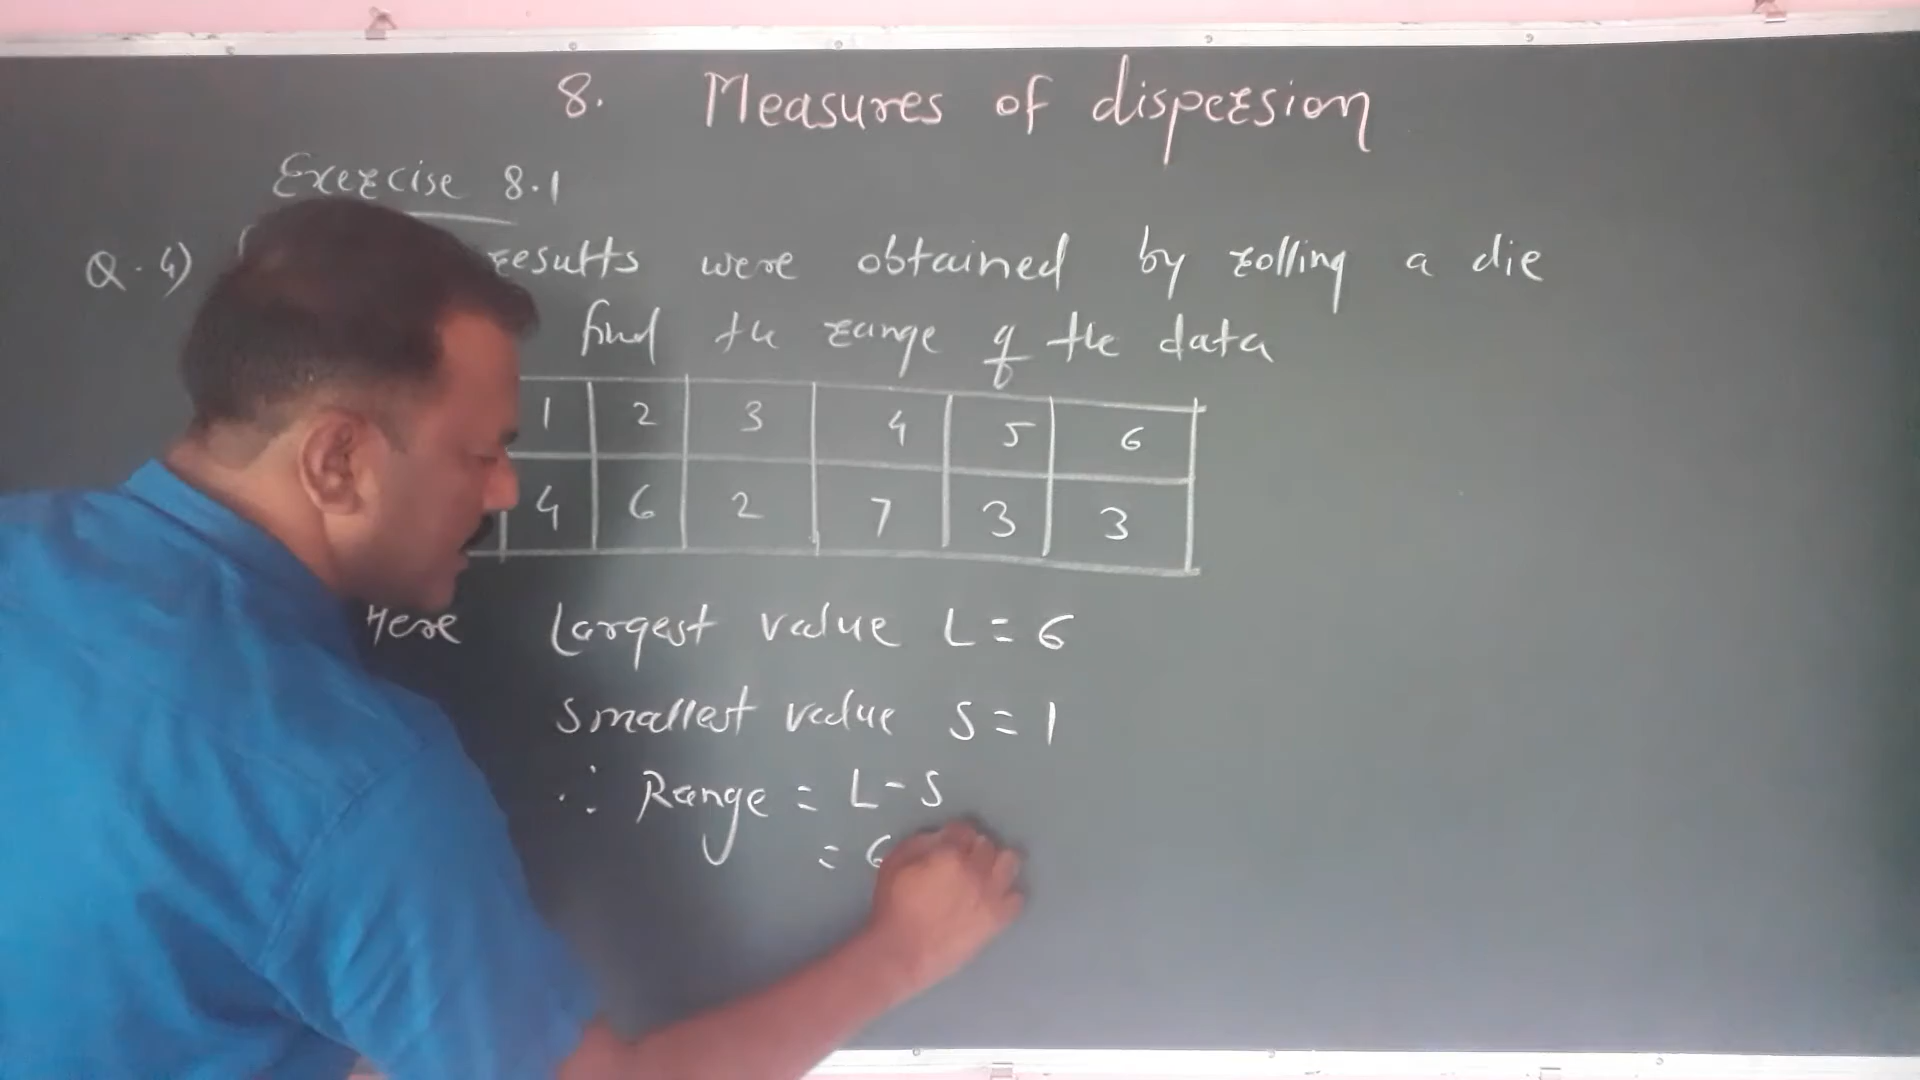 8. Measures of dispersion
Exercise 8.1
Q.4) results were obtained by rolling a die
find the range of the data
1 2 3 4 5 6
4 6 2 7 3 3
Here Largest value L = 6
Smallest value S = 1
∴ Range = L - S
= 6